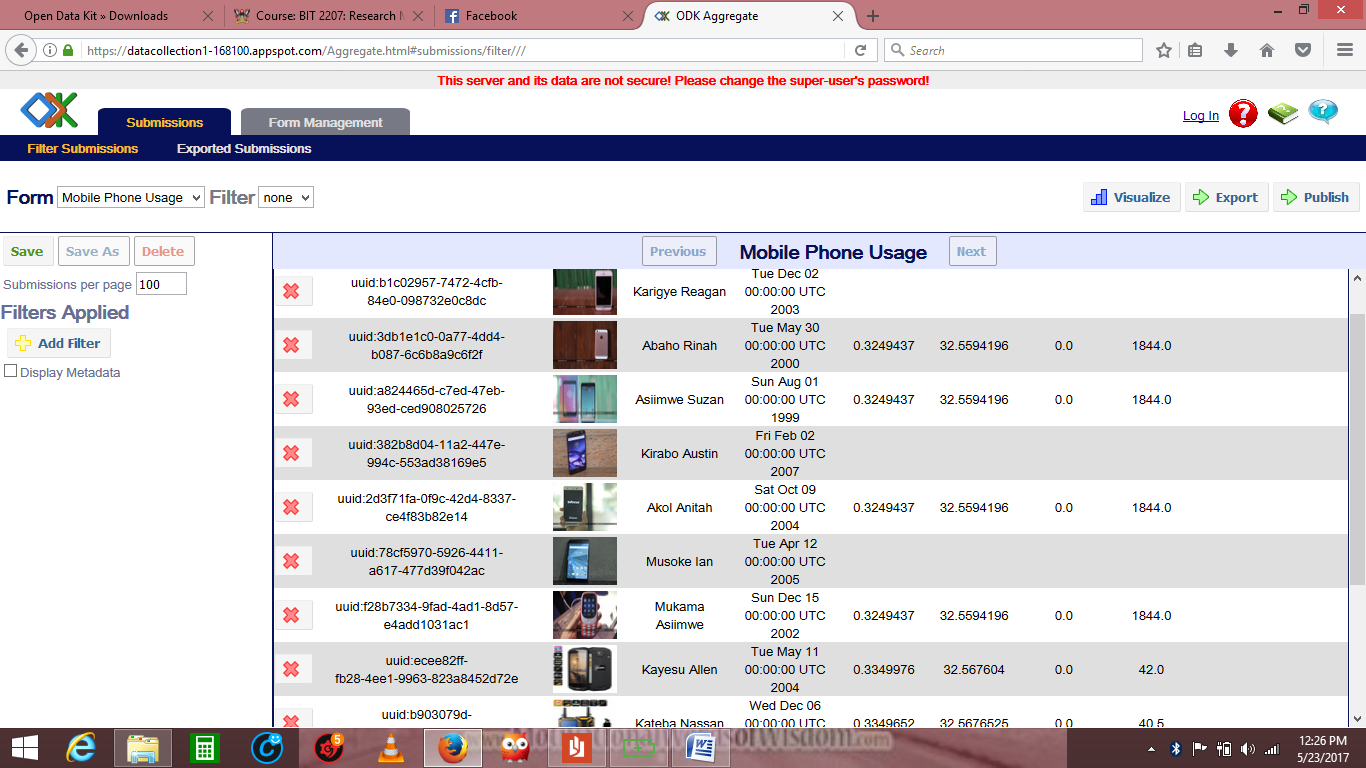 Open Data Kit » Downloads
Course: BIT 2207: Research M
Facebook
ODK Aggregate
https://datacollection1-168100.appspot.com/Aggregate.html#submissions/filter///
Search
This server and its data are not secure! Please change the super-user's password!
Submissions
Form Management
Log In
Filter Submissions
Exported Submissions
Form Mobile Phone Usage Filter none
Visualize
Export
Publish
Save
Save As
Delete
Previous
Mobile Phone Usage
Next
Submissions per page 100
Filters Applied
Add Filter
Display Metadata
uuid:b1c02957-7472-4cfb-
84e0-098732e0c8dc
Karigye Reagan
Tue Dec 02
00:00:00 UTC
2003
uuid:3db1e1c0-0a77-4dd4-
b087-6c6b8a9c6f2f
Abaho Rinah
Tue May 30
00:00:00 UTC
2000
0.3249437
32.5594196
0.0
1844.0
uuid:a824465d-c7ed-47eb-
93ed-ced908025726
Asiimwe Suzan
Sun Aug 01
00:00:00 UTC
1999
0.3249437
32.5594196
0.0
1844.0
uuid:382b8d04-11a2-447e-
994c-553ad38169e5
Kirabo Austin
Fri Feb 02
00:00:00 UTC
2007
uuid:2d3f71fa-0f9c-42d4-8337-
ce4f83b82e14
Akol Anitah
Sat Oct 09
00:00:00 UTC
2004
0.3249437
32.5594196
0.0
1844.0
uuid:78cf5970-5926-4411-
a617-477d39f042ac
Musoke Ian
Tue Apr 12
00:00:00 UTC
2005
uuid:f28b7334-9fad-4ad1-8d57-
e4add1031ac1
Mukama
Asiimwe
Sun Dec 15
00:00:00 UTC
2002
0.3249437
32.5594196
0.0
1844.0
uuid:ecee82ff-
fb28-4ee1-9963-823a8452d72e
Kayesu Allen
Tue May 11
00:00:00 UTC
2004
0.3349976
32.567604
0.0
42.0
uuid:b903079d-
Kateba Nassan
Wed Dec 06
00:00:00 UTC
0.3349652
32.5676525
0.0
40.5
5
12:26 PM
5/23/2017